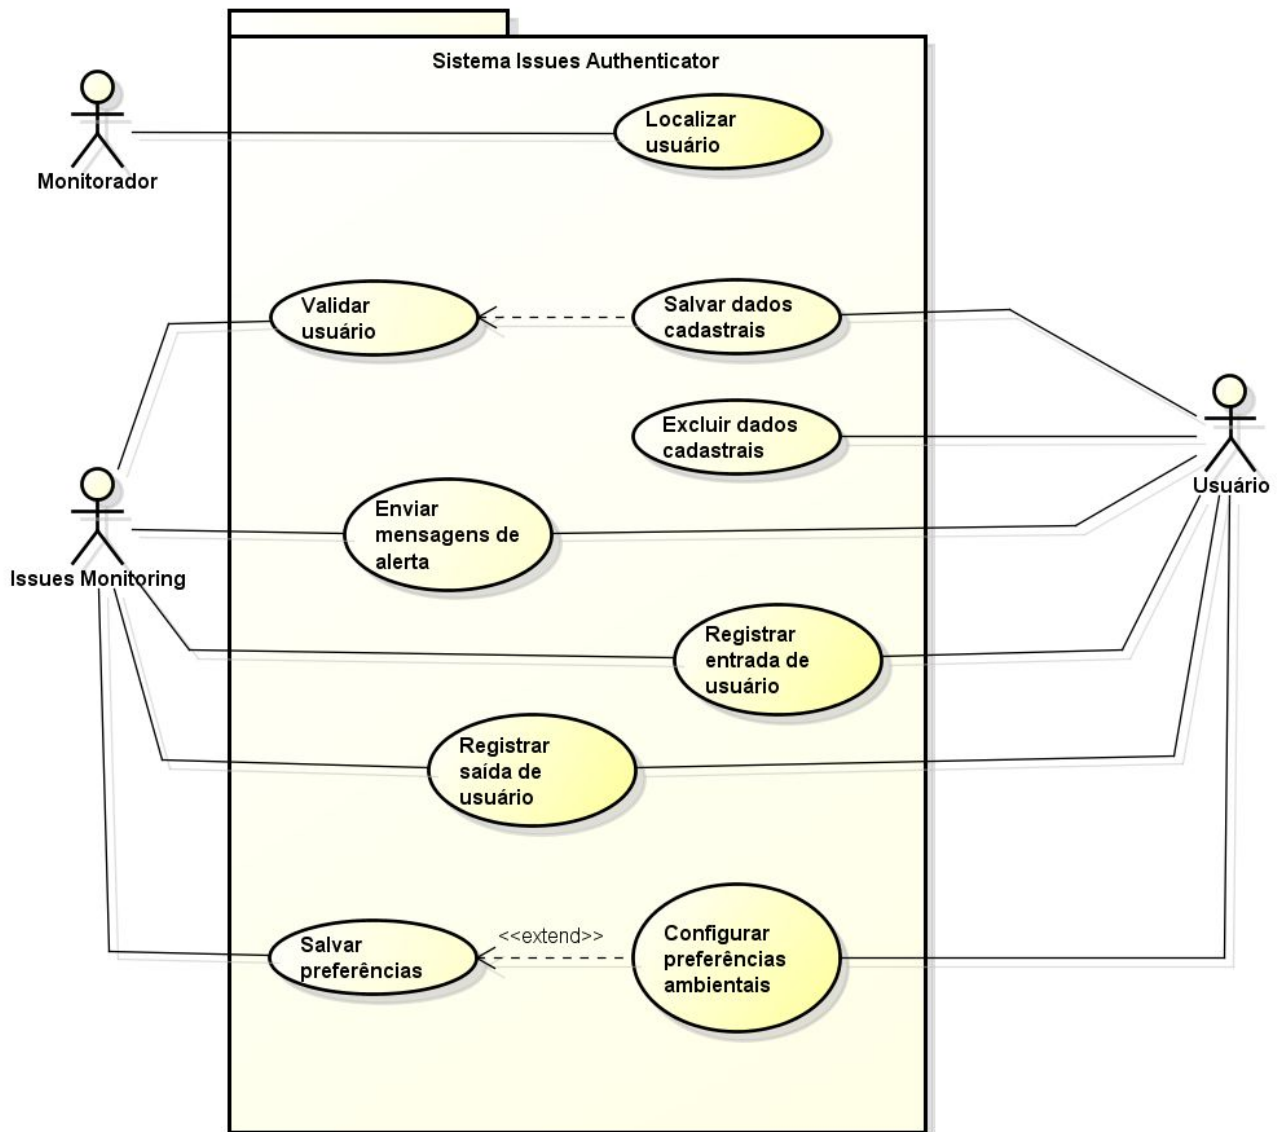 Sistema Issues Authenticator
Localizar
usuário
Monitorador
Validar
usuário
Salvar dados
cadastrais
Excluir dados
cadastrais
Usuário
Enviar
mensagens de
alerta
Issues Monitoring
Registrar
entrada de
usuário
Registrar
saída de
usuário
Salvar
preferências
<<extend>>
Configurar
preferências
ambientais